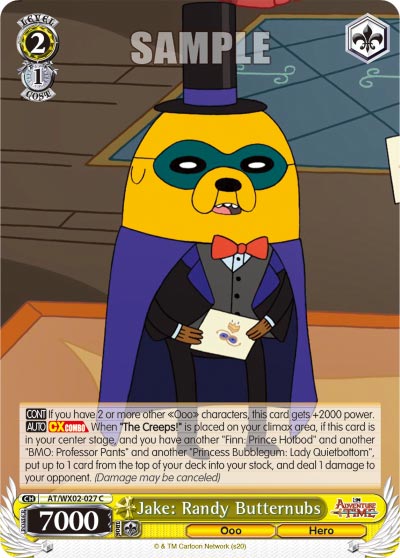 LEVEL
2
1
COST
SAMPLE
CONT If you have 2 or more other «Ooo» characters, this card gets +2000 power.
AUTO CX COMBO When "The Creeps!" is placed on your climax area, if this card is
in your center stage, and you have another "Finn: Prince Hotbod" and another
"BMO: Professor Pants" and another "Princess Bubblegum: Lady Quietbottom",
put up to 1 card from the top of your deck into your stock, and deal 1 damage
to your opponent. (Damage may be canceled)
CH AT/WX02-027 C
Jake: Randy Butternubs
POWER
7000
SOUL
Ooo
Hero
ADVENTURE TIME
© & TM Cartoon Network (s20)